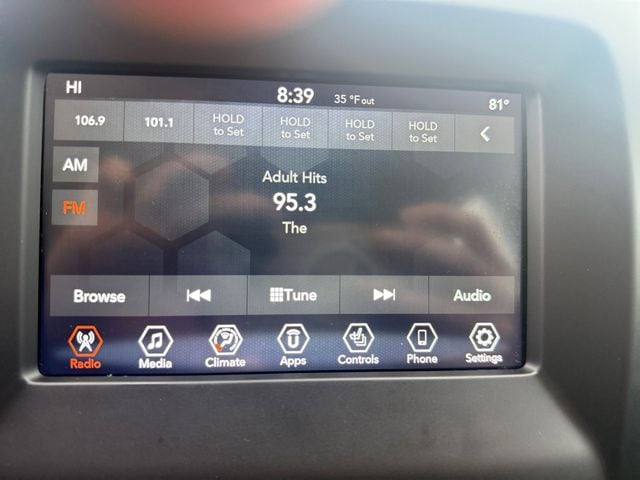 HI 8:39 35 °F out 81°
106.9 101.1 HOLD to Set HOLD to Set HOLD to Set HOLD to Set
AM
Adult Hits
FM
95.3
The
Browse Tune Audio
Radio Media Climate Apps Controls Phone Settings